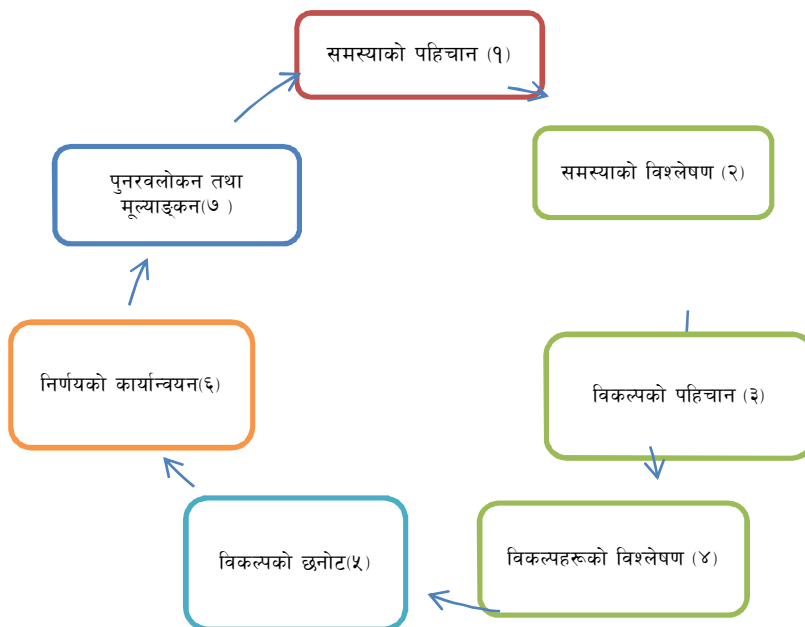 समस्याको पहिचान (१)
समस्याको विश्लेषण (२)
विकल्पको पहिचान (३)
विकल्पहरूको विश्लेषण (४)
विकल्पको छनोट(५)
निर्णयको कार्यान्वयन(६)
पुनरवलोकन तथा
मूल्याङ्कन(७ )